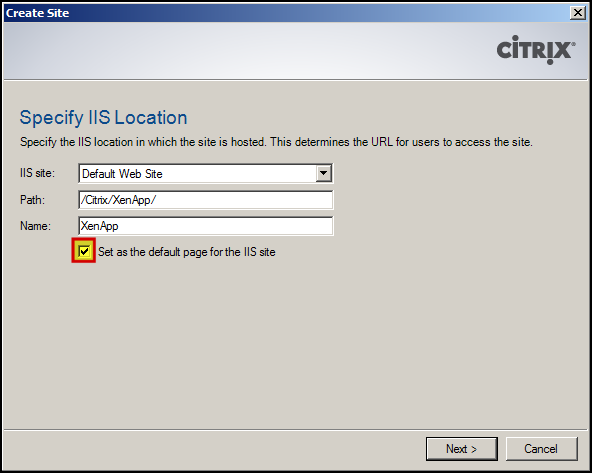 Create Site
CITRIX®
Specify IIS Location
Specify the IIS location in which the site is hosted. This determines the URL for users to access the site.
IIS site: Default Web Site
Path: /Citrix/XenApp/
Name: XenApp
Set as the default page for the IIS site
Next > Cancel